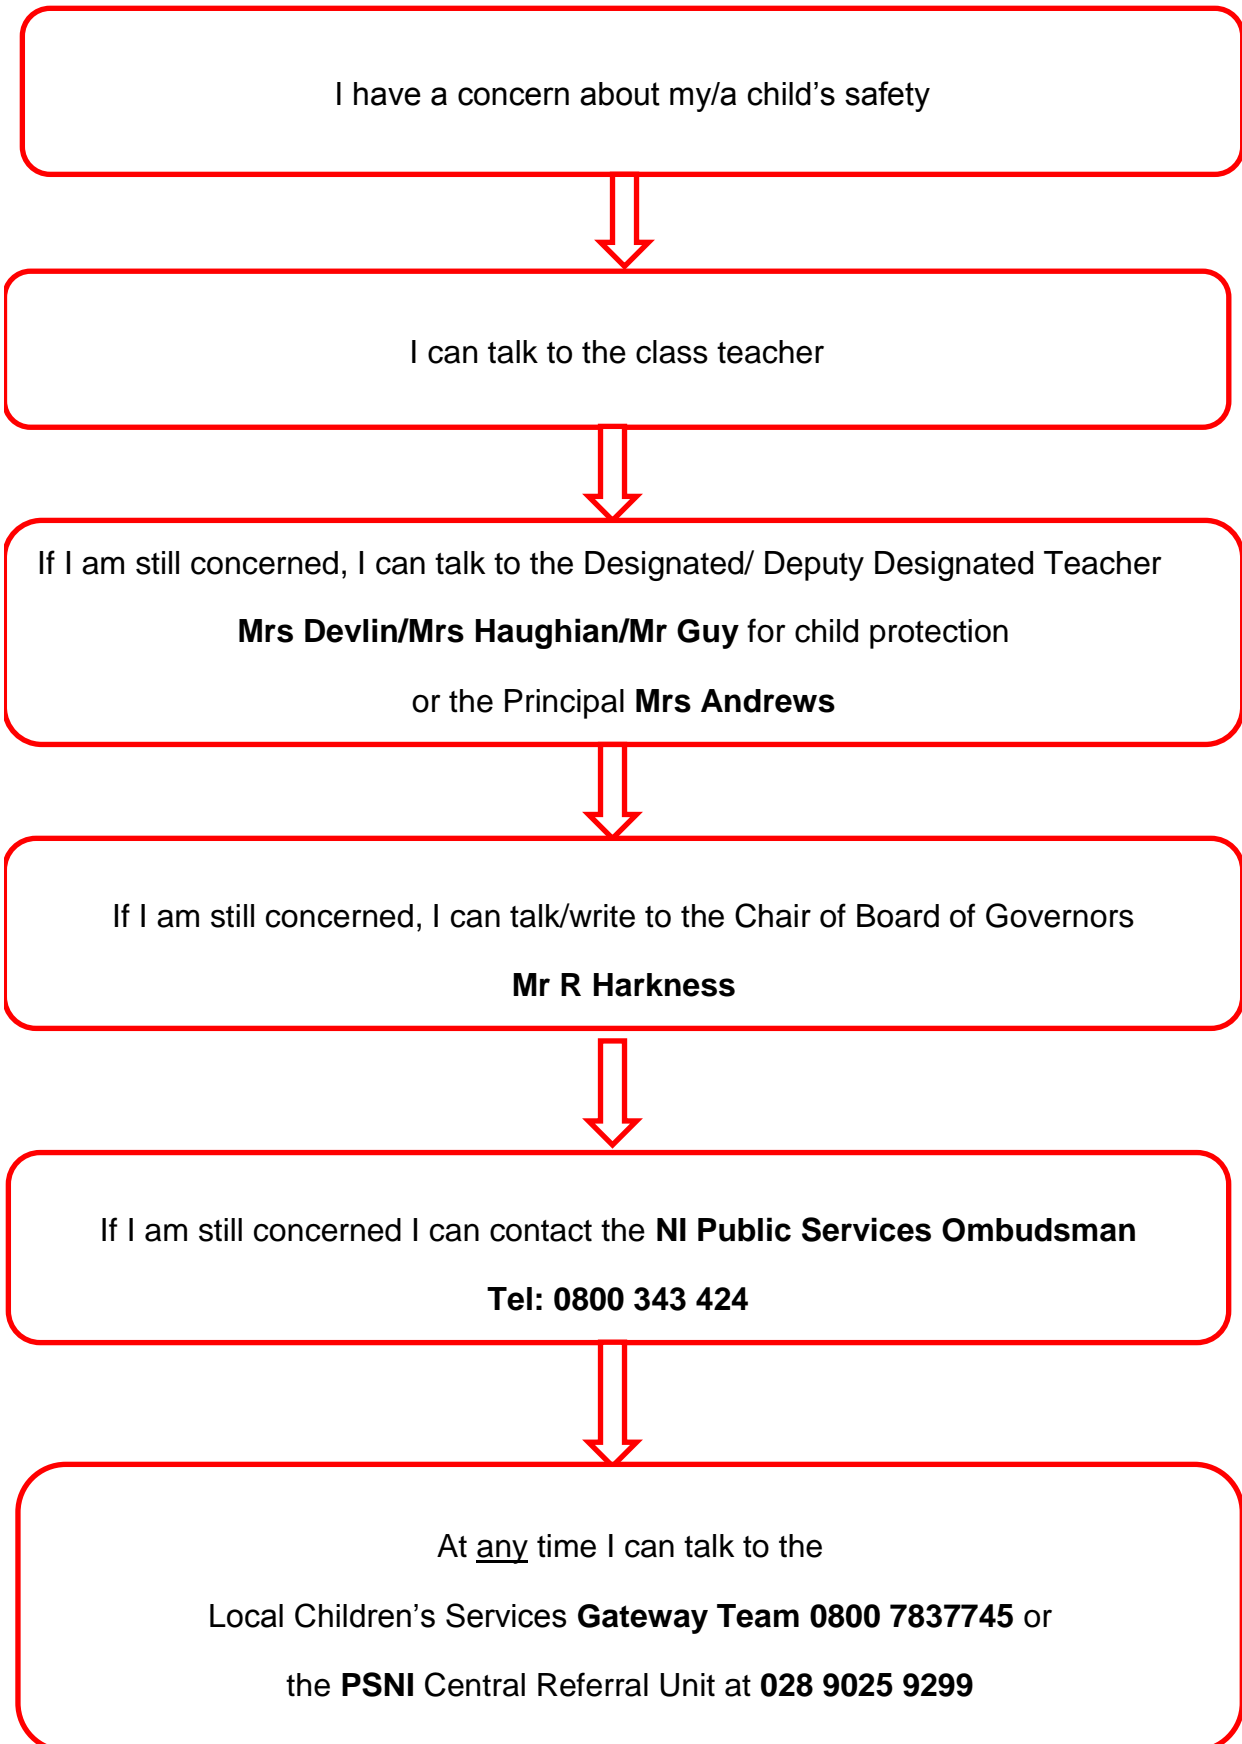 I have a concern about my/a child’s safety
I can talk to the class teacher
If I am still concerned, I can talk to the Designated/ Deputy Designated Teacher
Mrs Devlin/Mrs Haughian/Mr Guy for child protection
or the Principal Mrs Andrews
If I am still concerned, I can talk/write to the Chair of Board of Governors
Mr R Harkness
If I am still concerned I can contact the NI Public Services Ombudsman
Tel: 0800 343 424
At any time I can talk to the
Local Children’s Services Gateway Team 0800 7837745 or
the PSNI Central Referral Unit at 028 9025 9299